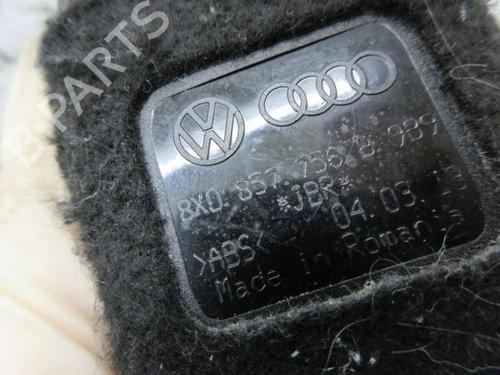 B-PARTS
8X0.857.756.B 9B9
*JBR*
>ABS< 04.03.13
Made in Romania